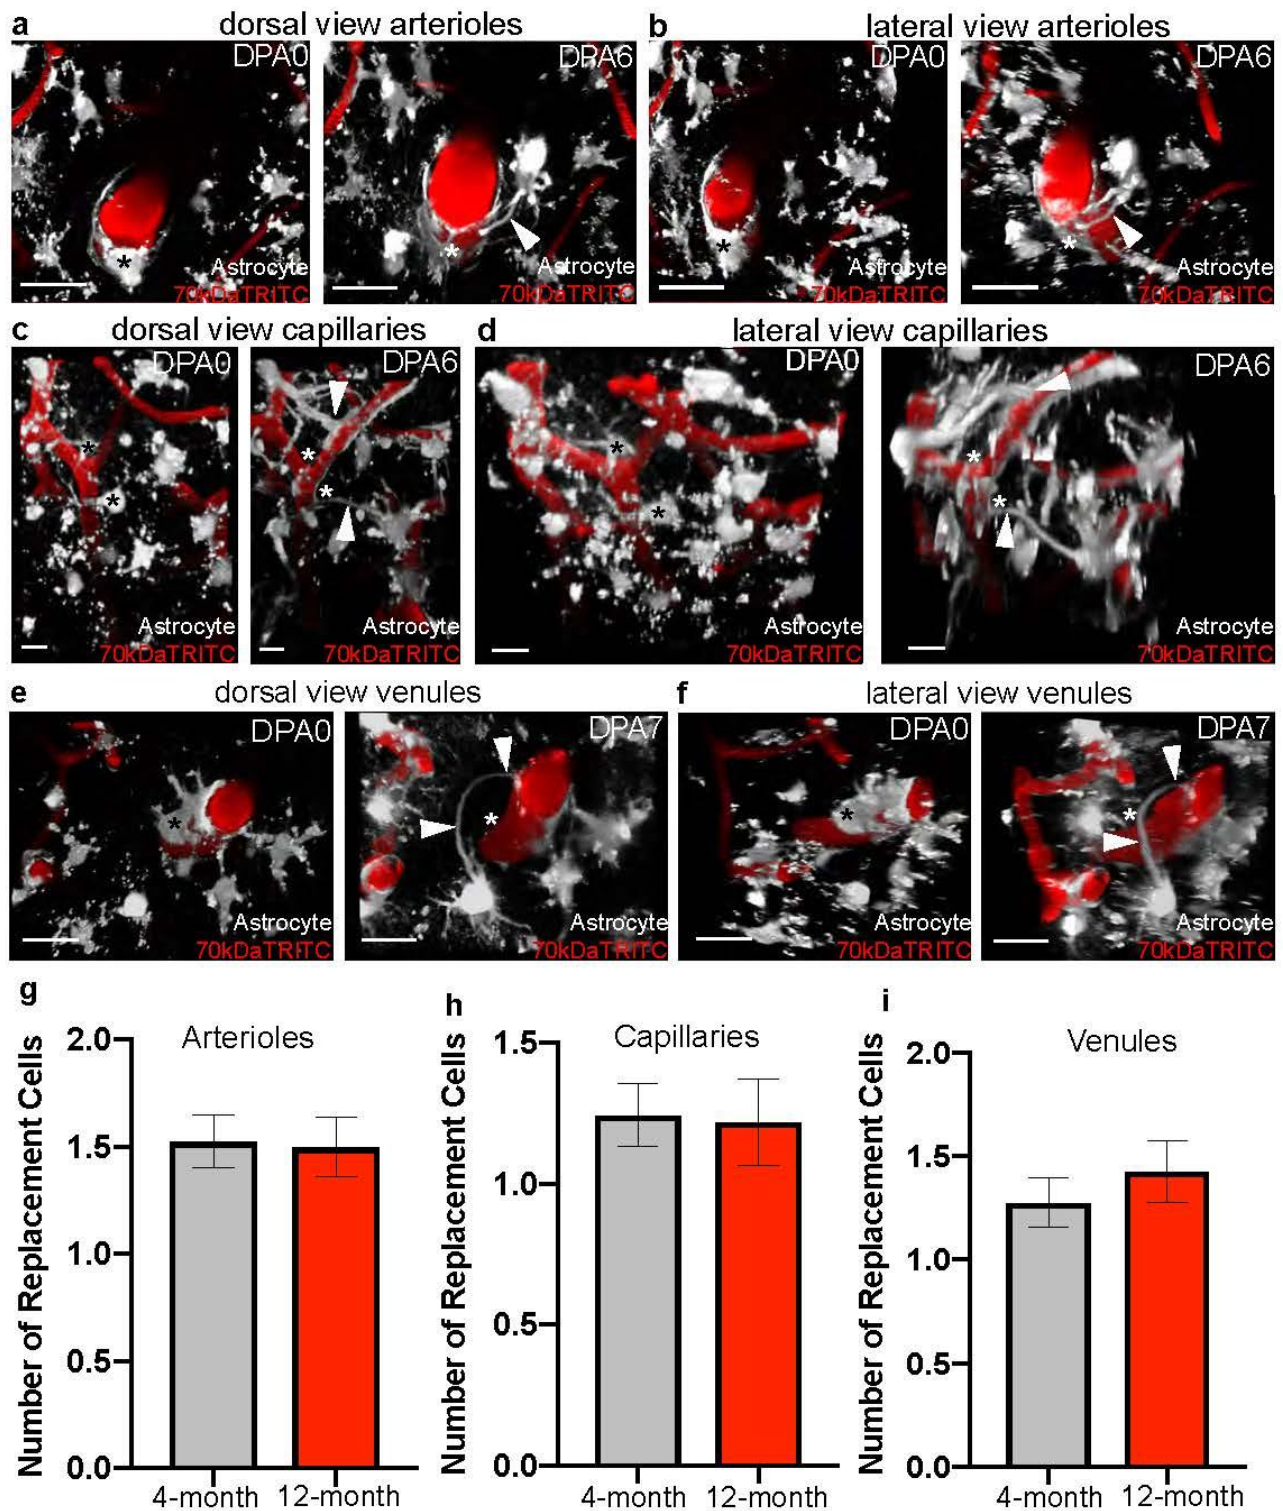 a dorsal view arterioles b lateral view arterioles
DPA0 DPA6 DPA0 DPA6
* * * *
Astrocyte Astrocyte Astrocyte Astrocyte
70kDaTRITC 70kDaTRITC 70kDaTRITC 70kDaTRITC
c dorsal view capillaries d lateral view capillaries
DPA0 DPA6 DPA0 DPA6
* * * *
* * * *
Astrocyte Astrocyte Astrocyte Astrocyte
70kDaTRITC 70kDaTRITC 70kDaTRITC 70kDaTRITC
e dorsal view venules f lateral view venules
DPA0 DPA7 DPA0 DPA7
* * * *
Astrocyte Astrocyte Astrocyte Astrocyte
70kDaTRITC 70kDaTRITC 70kDaTRITC 70kDaTRITC
g
Arterioles
Number of Replacement Cells
2.0
1.5
1.0
0.5
0.0
4-month 12-month
h
Capillaries
Number of Replacement Cells
1.5
1.0
0.5
0.0
4-month 12-month
i
Venules
Number of Replacement Cells
2.0
1.5
1.0
0.5
0.0
4-month 12-month